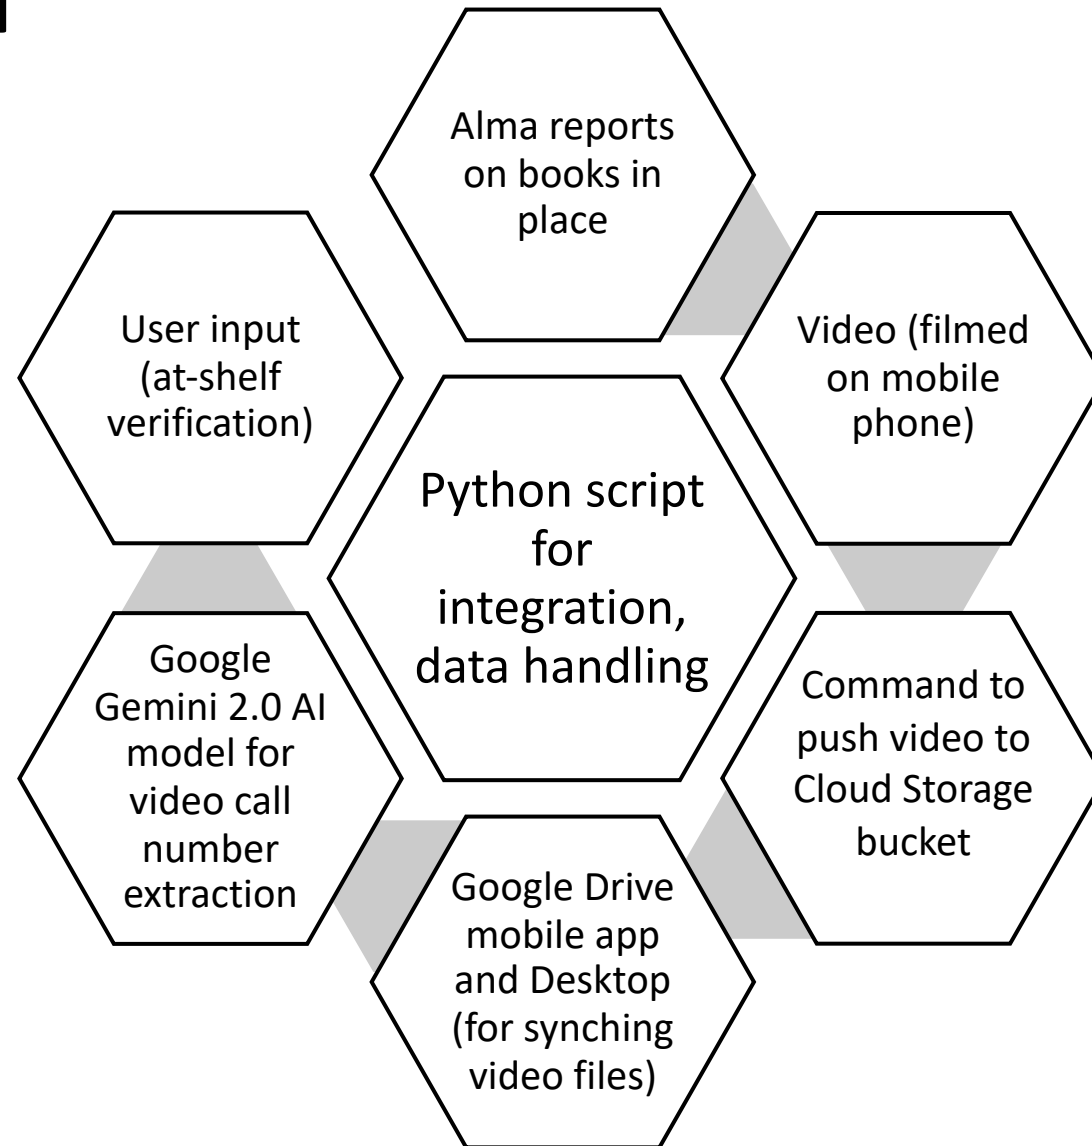 Alma reports
on books in
place
Video (filmed
on mobile
phone)
Command to
push video to
Cloud Storage
bucket
Google Drive
mobile app
and Desktop
(for synching
video files)
Google
Gemini 2.0 AI
model for
video call
number
extraction
User input
(at-shelf
verification)
Python script
for
integration,
data handling